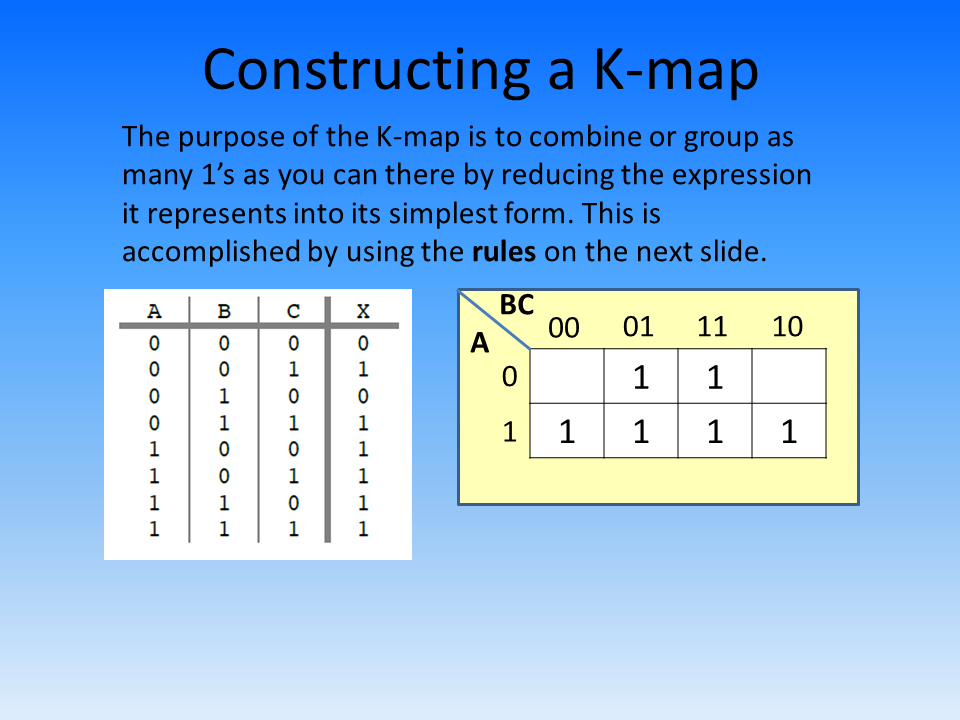 Constructing a K-map
The purpose of the K-map is to combine or group as
many 1’s as you can there by reducing the expression
it represents into its simplest form. This is
accomplished by using the rules on the next slide.
A B C X
0 0 0 0
0 0 1 1
0 1 0 0
0 1 1 1
1 0 0 1
1 0 1 1
1 1 0 1
1 1 1 1
BC
A
00 01 11 10
0 1 1
1 1 1 1 1